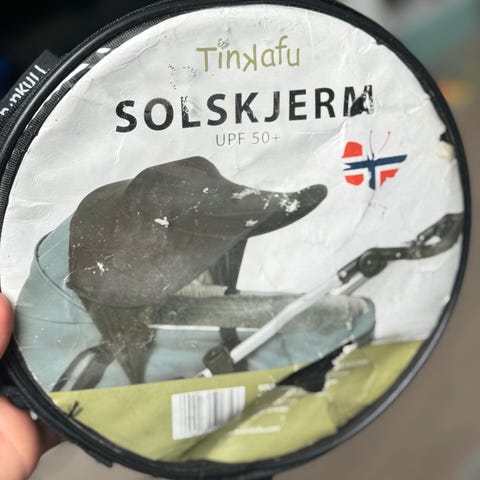 Tinkafu
SOLSKJERM
UPF 50+